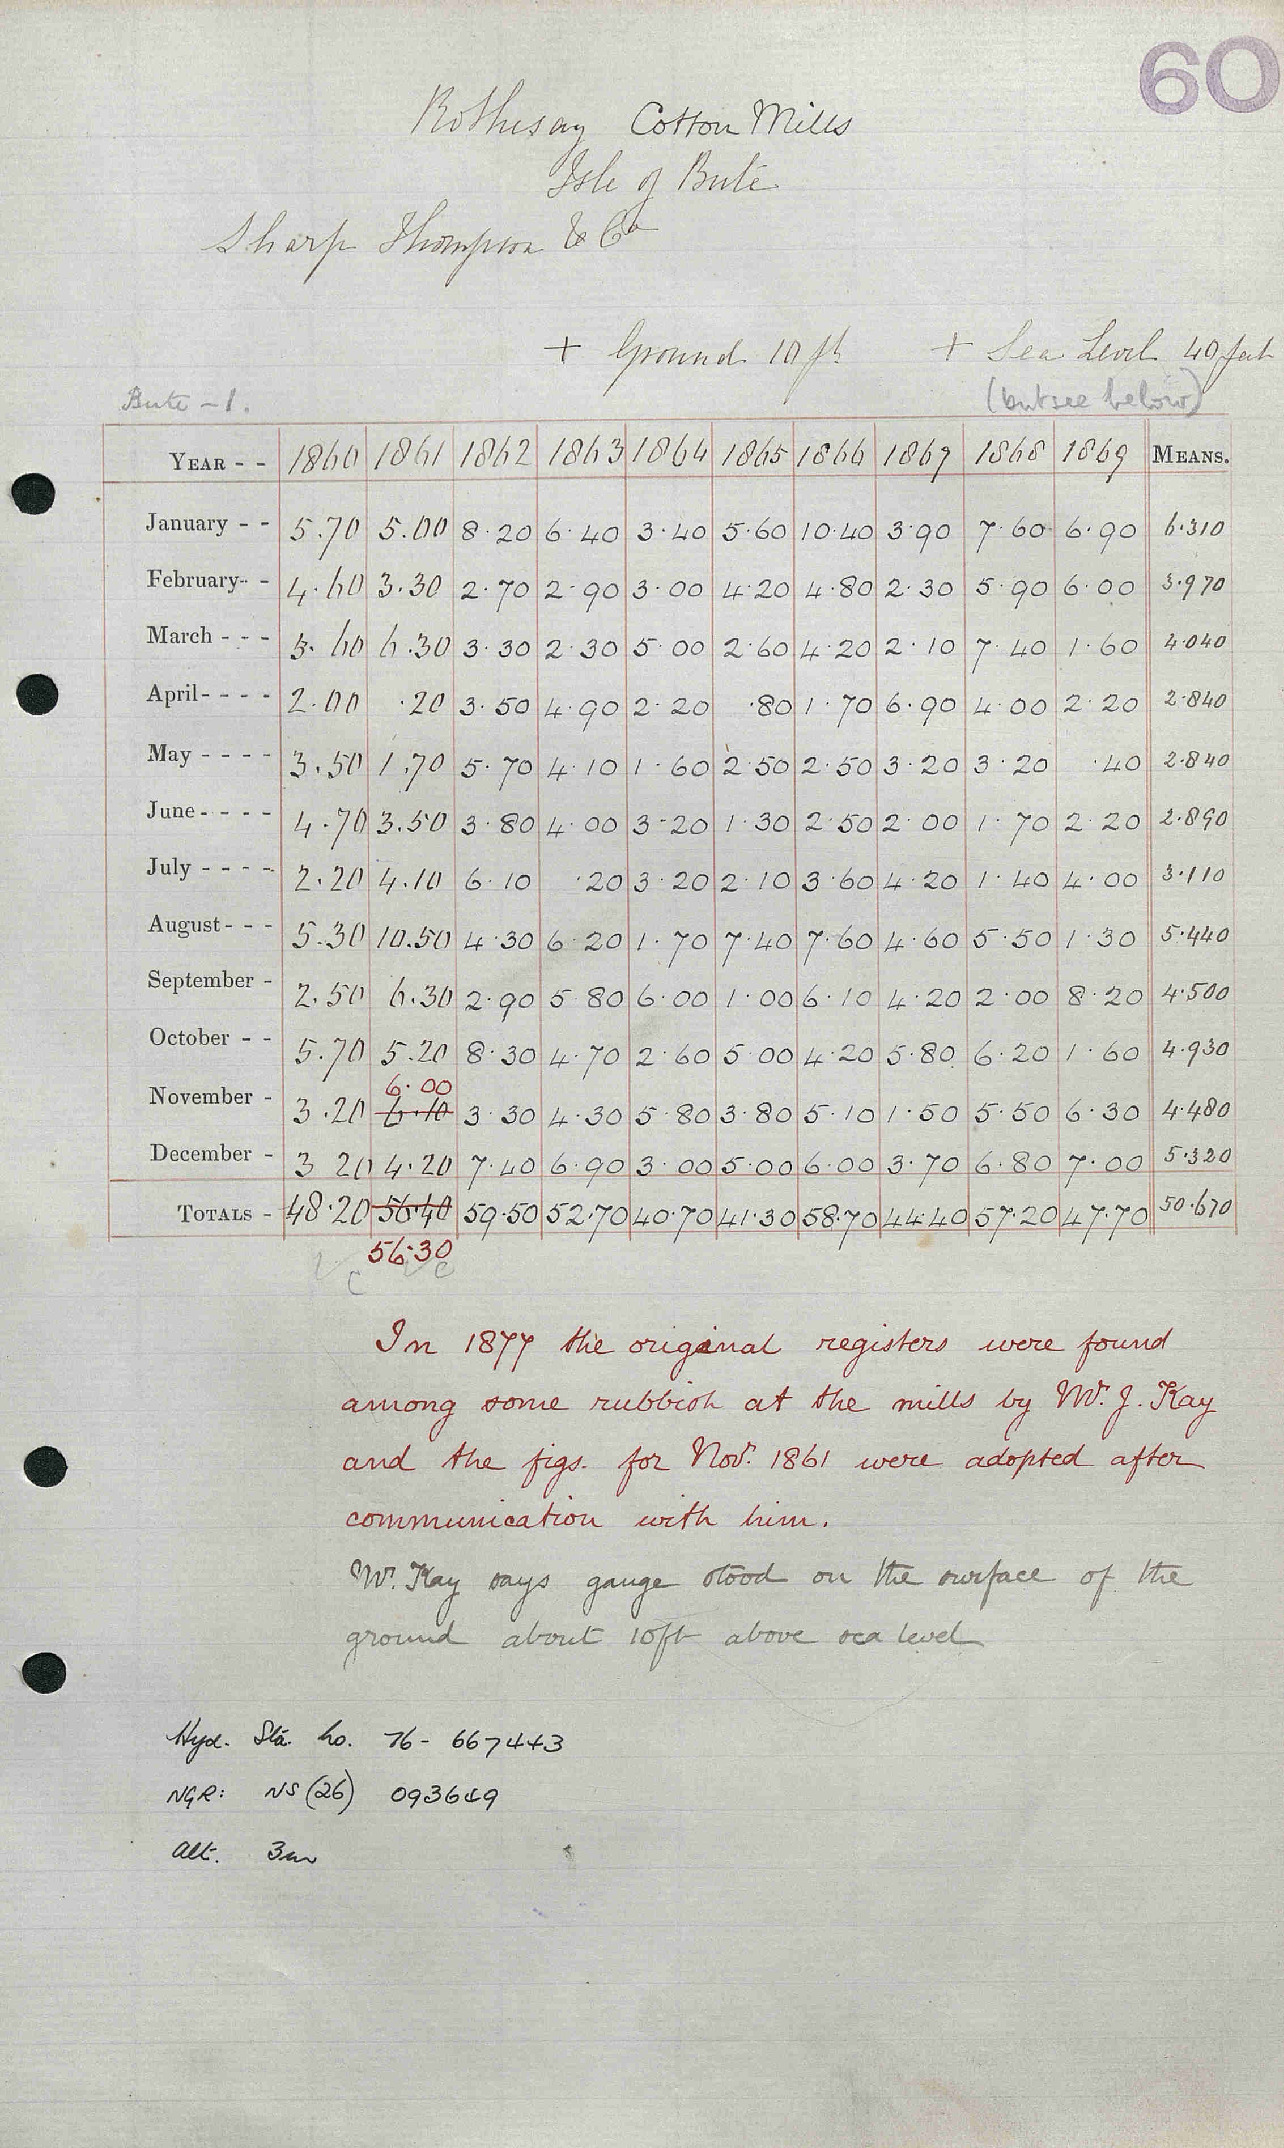 60
Rothesay Cotton Mills
Isle of Bute
Sharp Thompson & Co
+ Ground 10 ft + Sea Level 40 feet
Bute - 1. (but see below)
YEAR - - 1860 1861 1862 1863 1864 1865 1866 1867 1868 1869 MEANS.
January - - 5.70 5.00 8.20 6.40 3.40 5.60 10.40 3.90 7.60 6.90 6.310
February - - 4.60 3.30 2.70 2.90 3.00 4.20 4.80 2.30 5.90 6.00 3.970
March - - - 5.60 6.30 3.30 2.30 5.00 2.60 4.20 2.10 7.40 1.60 4.040
April - - - - 2.00 .20 3.50 4.90 2.20 .80 1.70 6.90 4.00 2.20 2.840
May - - - - 3.50 1.70 5.70 4.10 1.60 2.50 2.50 3.20 3.20 .40 2.840
June - - - - 4.70 3.50 3.80 4.00 3.20 1.30 2.50 2.00 1.70 2.20 2.890
July - - - - 2.20 4.10 6.10 .20 3.20 2.10 3.60 4.20 1.40 4.00 3.110
August - - - 5.30 10.50 4.30 6.20 1.70 7.40 7.60 4.60 5.50 1.30 5.440
September - 2.50 6.30 2.90 5.80 6.00 1.00 6.10 4.20 2.00 8.20 4.500
October - - 5.70 5.20 8.30 4.70 2.60 5.00 4.20 5.80 6.20 1.60 4.930
6.00
November - 3.20 6.10 3.30 4.30 5.80 3.80 5.10 1.50 5.50 6.30 4.480
December - 3.20 4.20 7.40 6.90 3.00 5.00 6.00 3.70 6.80 7.00 5.320
TOTALS - 48.20 56.40 59.50 52.70 40.70 41.30 58.70 44.40 57.20 47.70 50.670
56.30
c c
In 1877 the original registers were found
among some rubbish at the mills by Mr. J. Kay
and the figs. for Nov. 1861 were adopted after
communication with him.
Mr. Kay says gauge stood on the surface of the
ground about 10ft above sea level
Hyd. Sta. no. 76- 667443
NGR: NS (26) 093649
Alt. 3m